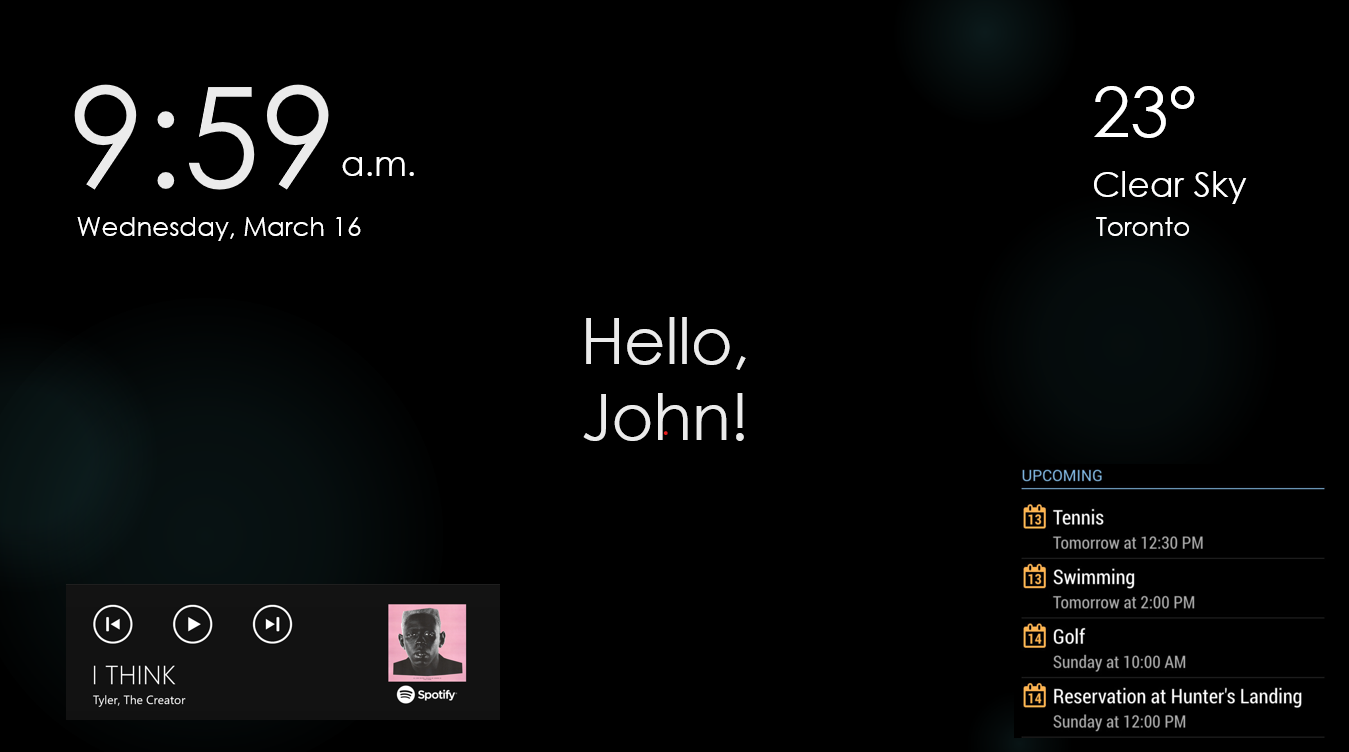 9:59 a.m.
Wednesday, March 16
23°
Clear Sky
Toronto
Hello,
John!
I THINK
Tyler, The Creator
Spotify
UPCOMING
13 Tennis
Tomorrow at 12:30 PM
13 Swimming
Tomorrow at 2:00 PM
14 Golf
Sunday at 10:00 AM
14 Reservation at Hunter's Landing
Sunday at 12:00 PM